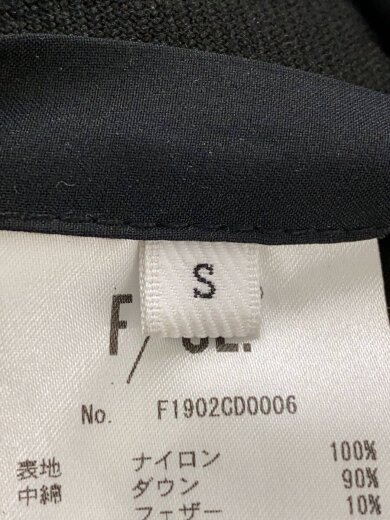 S
No. F1902CD0006
表地 ナイロン 100%
中綿 ダウン 90%
フェザー 10%